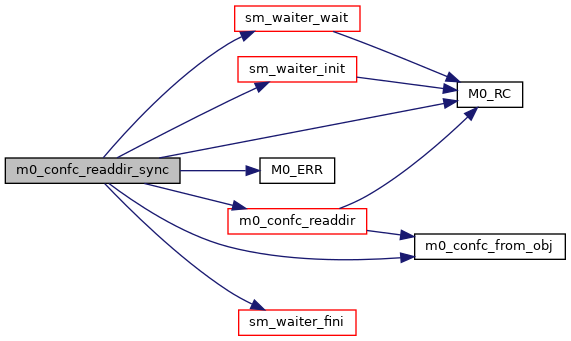 sm_waiter_wait
sm_waiter_init
M0_RC
m0_confc_readdir_sync
M0_ERR
m0_confc_readdir
m0_confc_from_obj
sm_waiter_fini